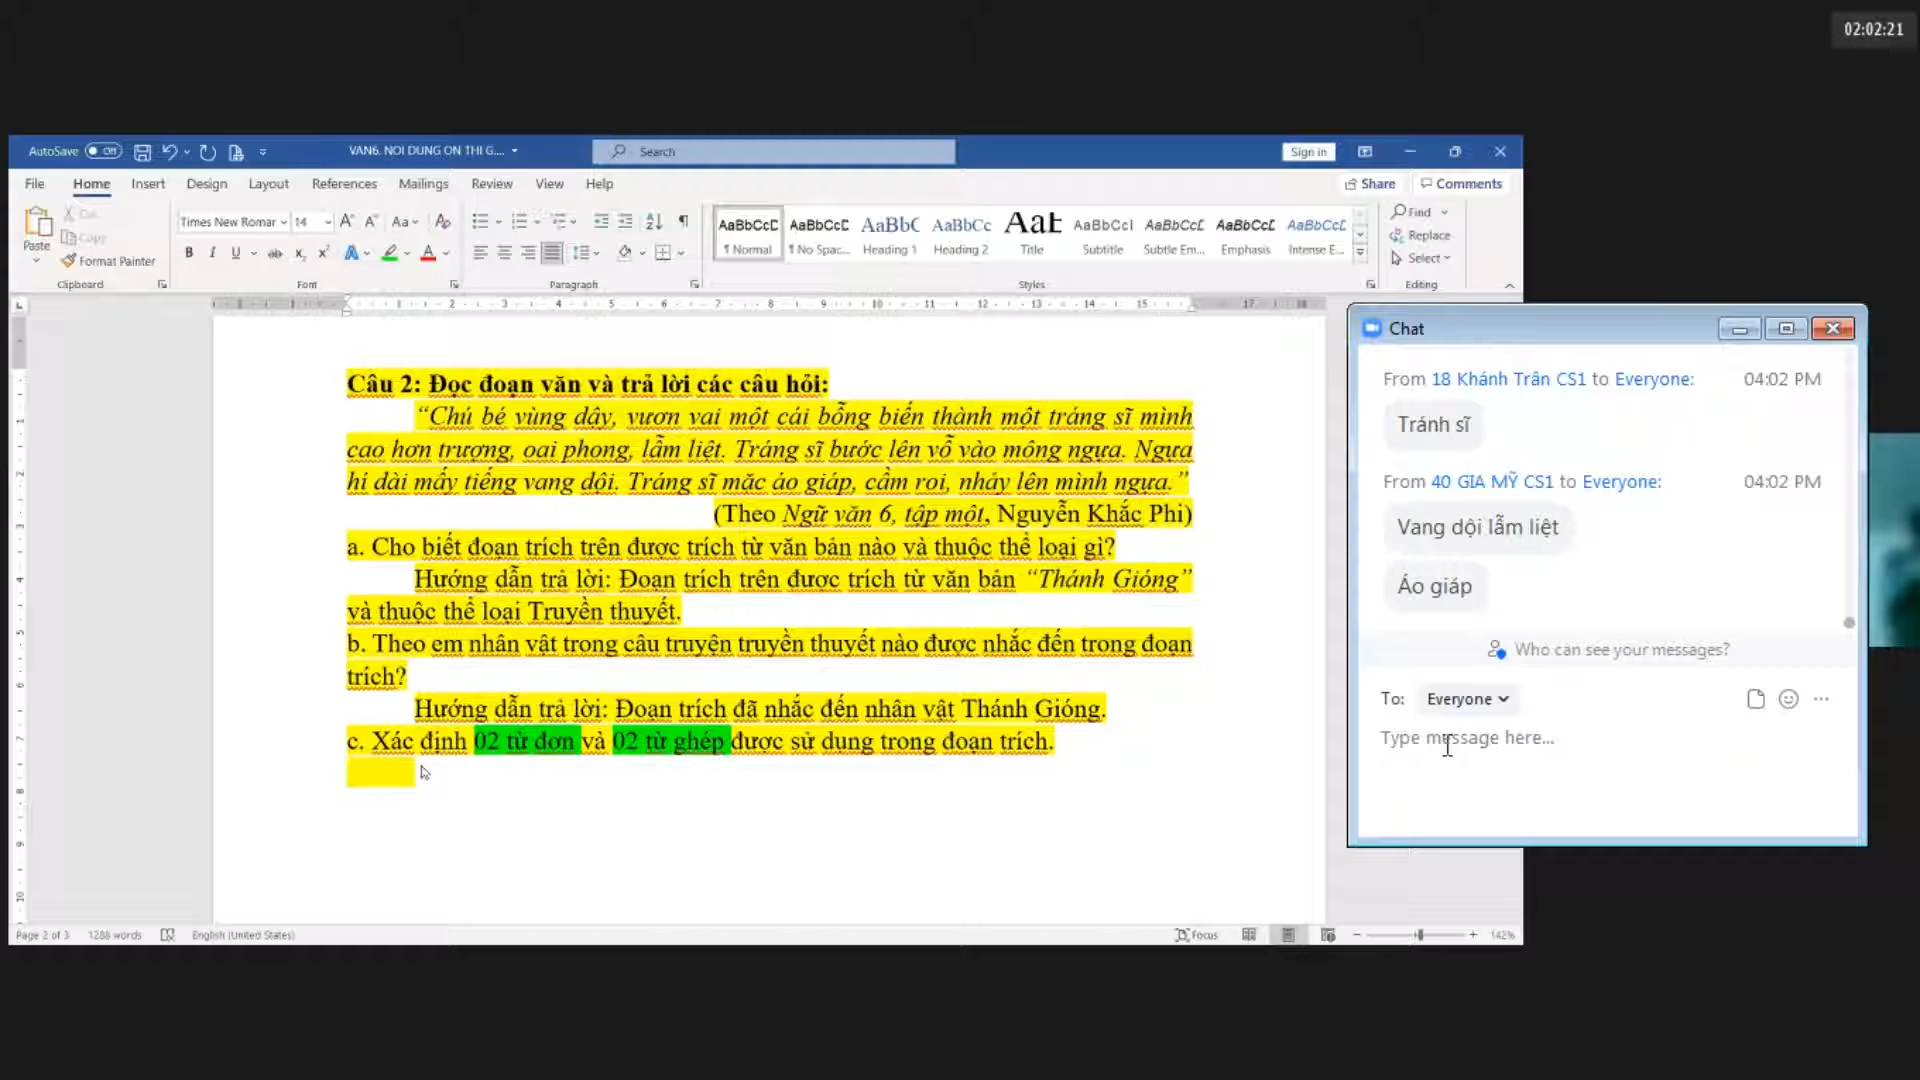 02:02:21
AutoSave Off VAN6. NOI DUNG ON THI G.... Search Sign in
File Home Insert Design Layout References Mailings Review View Help Share Comments
Paste Cut Copy Format Painter
Times New Romar 14
AaBbCcD AaBbCcD AaBbC AaBbCc AaB AaBbCcI AaBbCcD AaBbCcD AaBbCcD
¶ Normal ¶ No Spac... Heading 1 Heading 2 Title Subtitle Subtle Em... Emphasis Intense E...
Find
Replace
Select
Clipboard Font Paragraph Styles Editing
Câu 2: Đọc đoạn văn và trả lời các câu hỏi:
“Chú bé vùng dậy, vươn vai một cái bỗng biến thành một tráng sĩ mình
cao hơn trượng, oai phong, lẫm liệt. Tráng sĩ bước lên vỗ vào mông ngựa. Ngựa
hí dài mấy tiếng vang dội. Tráng sĩ mặc áo giáp, cầm roi, nhảy lên mình ngựa.”
(Theo Ngữ văn 6, tập một, Nguyễn Khắc Phi)
a. Cho biết đoạn trích trên được trích từ văn bản nào và thuộc thể loại gì?
Hướng dẫn trả lời: Đoạn trích trên được trích từ văn bản “Thánh Gióng”
và thuộc thể loại Truyền thuyết.
b. Theo em nhân vật trong câu truyện truyền thuyết nào được nhắc đến trong đoạn
trích?
Hướng dẫn trả lời: Đoạn trích đã nhắc đến nhân vật Thánh Gióng.
c. Xác định 02 từ đơn và 02 từ ghép được sử dụng trong đoạn trích.
Page 2 of 3 1288 words English (United States) Focus 142%
Chat
From 18 Khánh Trân CS1 to Everyone: 04:02 PM
Tránh sĩ
From 40 GIA MỸ CS1 to Everyone: 04:02 PM
Vang dội lẫm liệt
Áo giáp
Who can see your messages?
To: Everyone
Type message here...